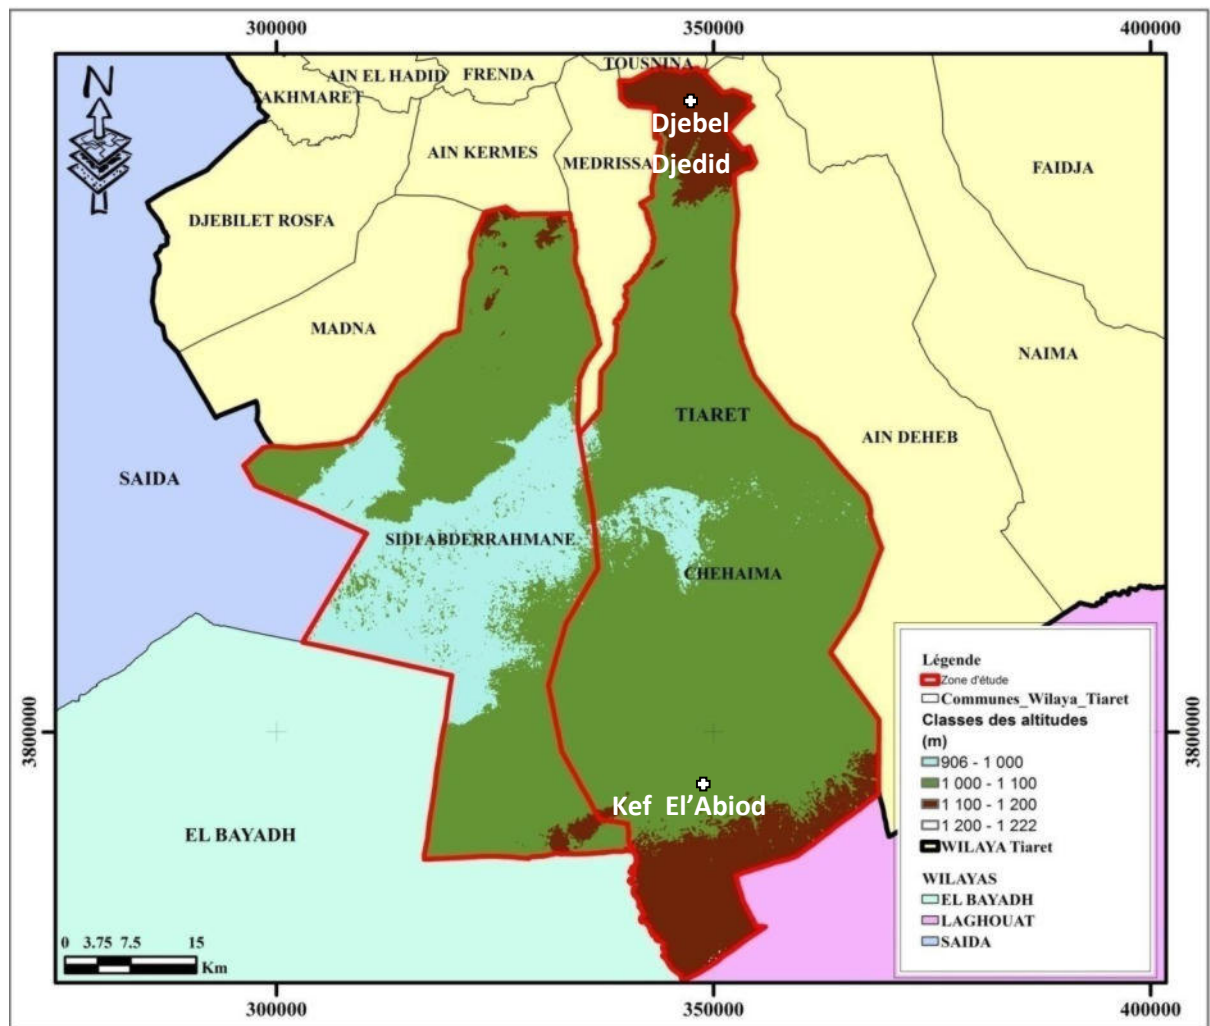 300000
350000
400000
N
TOUSNINA
AIN EL HADID
FRENDA
TAKHMARET
Djebel
Djedid
AIN KERMES
MEDRISSA
FAIDJA
DJEBILET ROSFA
MADNA
NAIMA
TIARET
AIN DEHEB
SAIDA
SIDI ABDERRAHMANE
CHEHAIMA
3800000
3800000
Kef El’Abiod
EL BAYADH
Légende
Zone d'étude
Communes_Wilaya_Tiaret
Classes des altitudes
(m)
906 - 1 000
1 000 - 1 100
1 100 - 1 200
1 200 - 1 222
WILAYA Tiaret
WILAYAS
EL BAYADH
LAGHOUAT
SAIDA
0 3.75 7.5 15
Km
300000
350000
400000